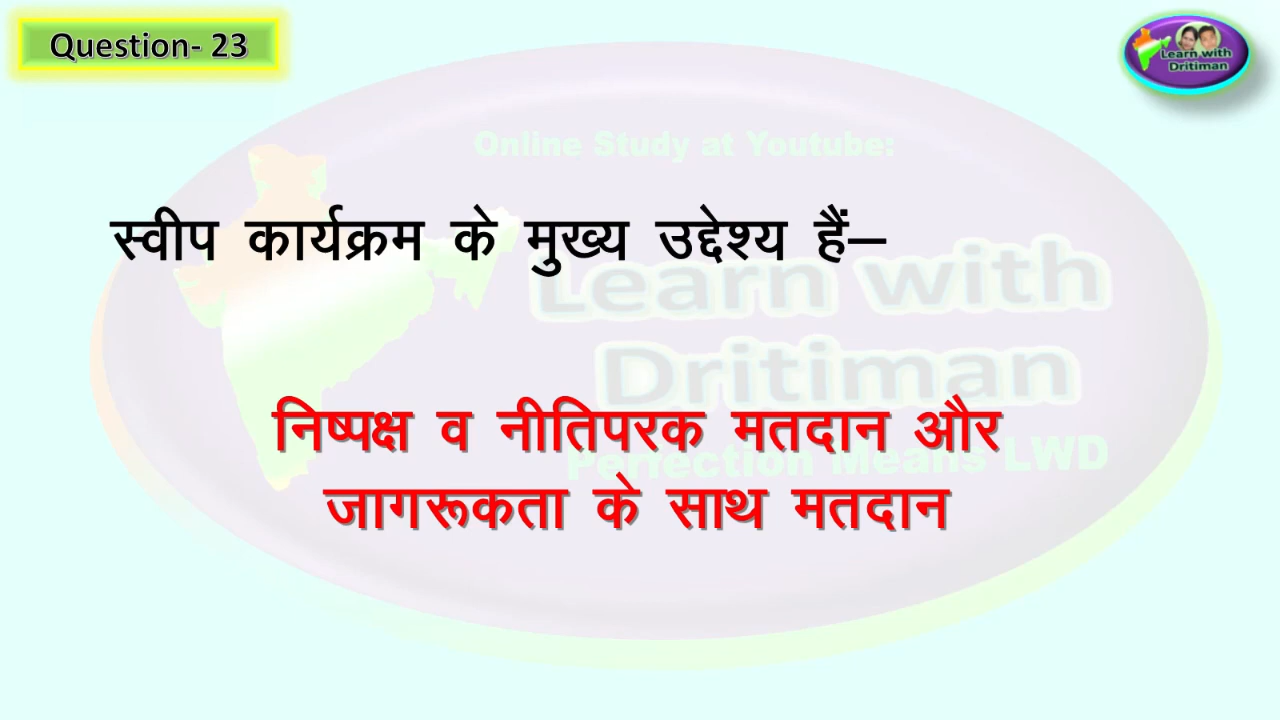 Question- 23
Learn with
Dritiman
Online Study at Youtube:
स्वीप कार्यक्रम के मुख्य उद्देश्य हैं–
Learn with
Dritiman
निष्पक्ष व नीतिपरक मतदान और
Perfection Means LWD
जागरूकता के साथ मतदान